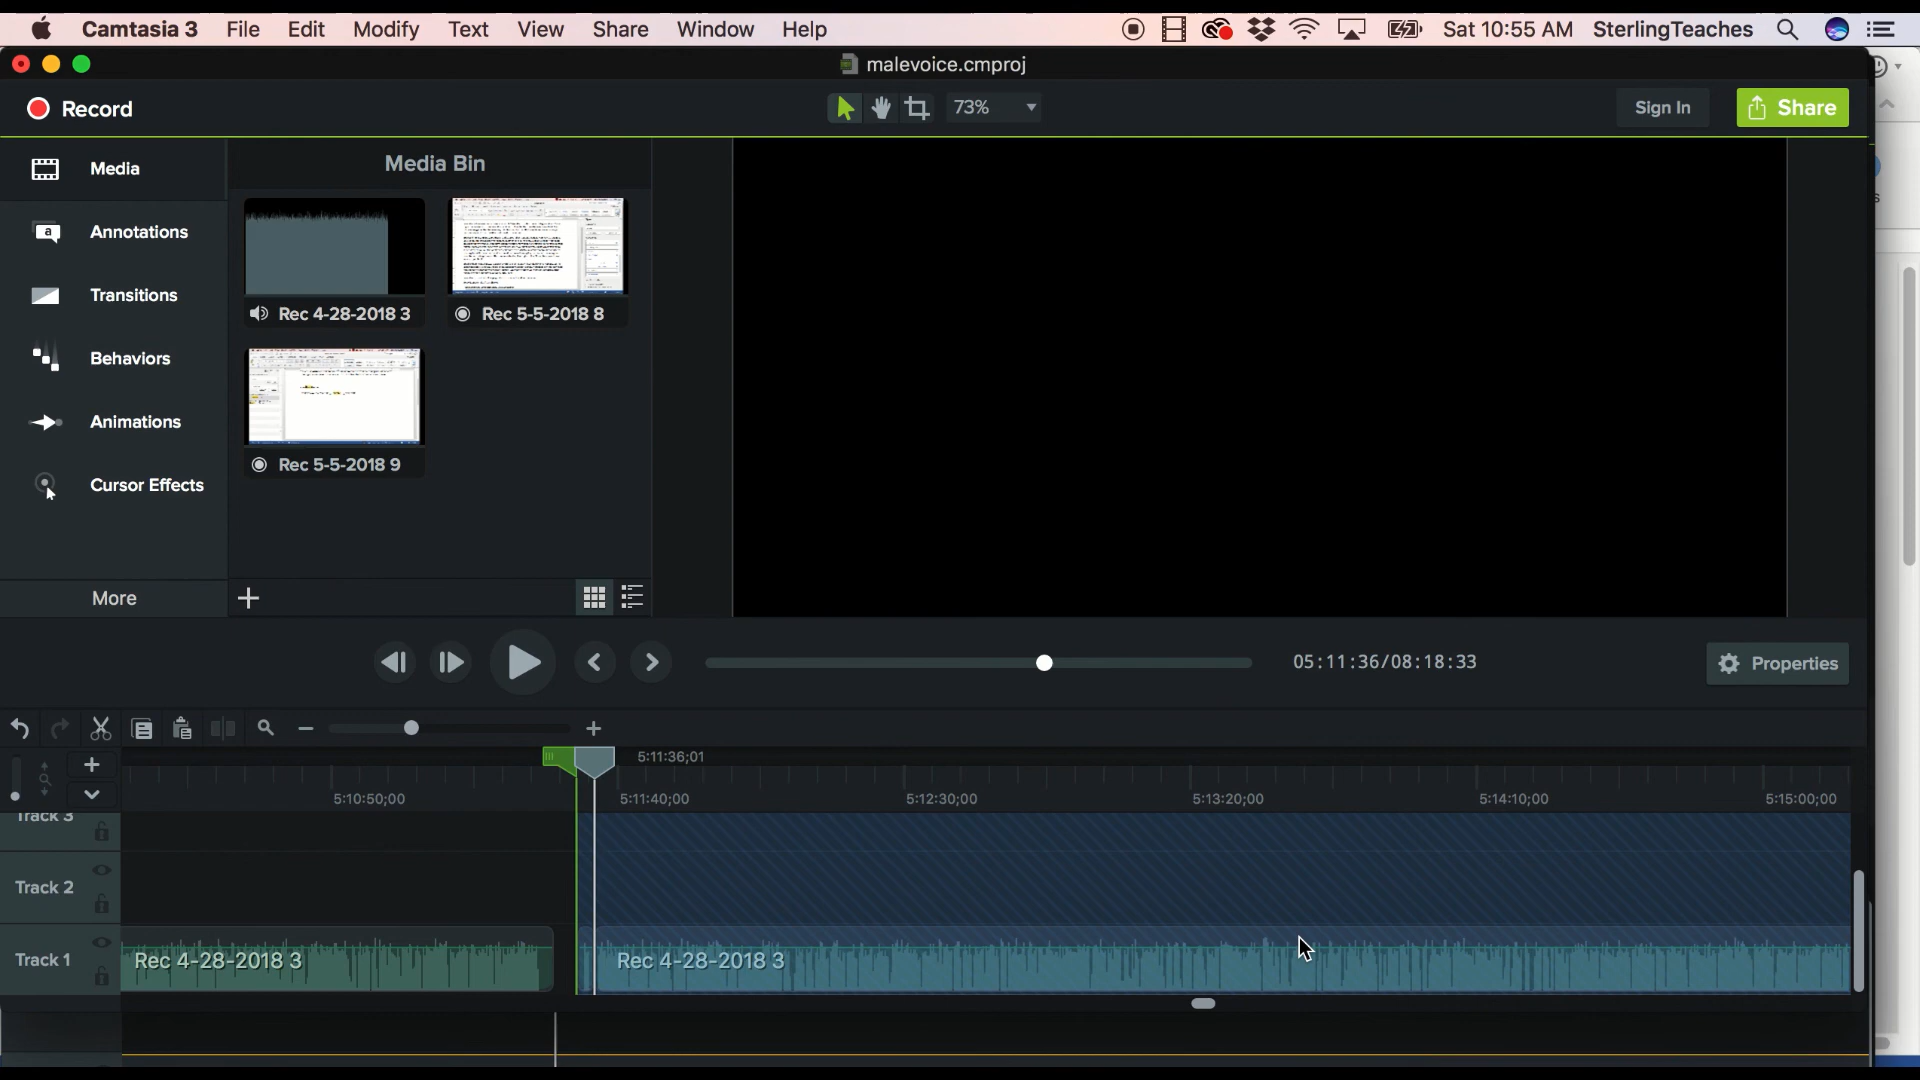 Camtasia 3 File Edit Modify Text View Share Window Help Sat 10:55 AM SterlingTeaches
malevoice.cmproj
Record 73% Sign In Share
Media
Media Bin
Annotations
Transitions
Behaviors
Animations
Cursor Effects
More
Rec 4-28-2018 3
Rec 5-5-2018 8
Rec 5-5-2018 9
05:11:36/08:18:33
Properties
5:11:36;01
5:10:50;00 5:11:40;00 5:12:30;00 5:13:20;00 5:14:10;00 5:15:00;00
Track 3
Track 2
Track 1
Rec 4-28-2018 3
Rec 4-28-2018 3